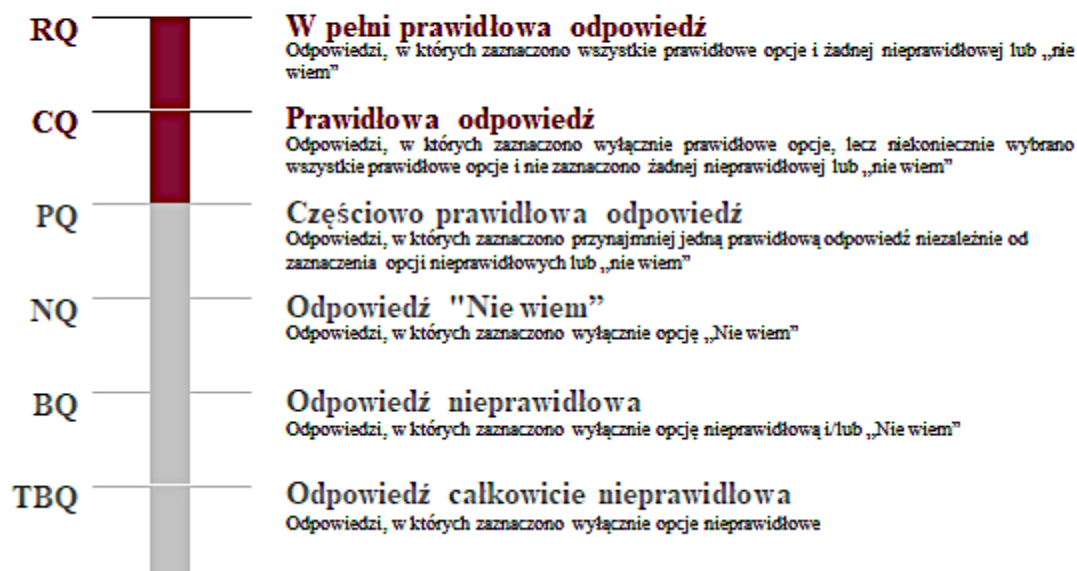 RQ
W pełni prawidłowa odpowiedź
Odpowiedzi, w których zaznaczono wszystkie prawidłowe opcje i żadnej nieprawidłowej lub „nie
wiem”
CQ
Prawidłowa odpowiedź
Odpowiedzi, w których zaznaczono wyłącznie prawidłowe opcje, lecz niekoniecznie wybrano
wszystkie prawidłowe opcje i nie zaznaczono żadnej nieprawidłowej lub „nie wiem”
PQ
Częściowo prawidłowa odpowiedź
Odpowiedzi, w których zaznaczono przynajmniej jedną prawidłową odpowiedź niezależnie od
zaznaczenia opcji nieprawidłowych lub „nie wiem”
NQ
Odpowiedź "Nie wiem”
Odpowiedzi, w których zaznaczono wyłącznie opcję „Nie wiem”
BQ
Odpowiedź nieprawidłowa
Odpowiedzi, w których zaznaczono wyłącznie opcję nieprawidłową i/lub „Nie wiem”
TBQ
Odpowiedź całkowicie nieprawidłowa
Odpowiedzi, w których zaznaczono wyłącznie opcje nieprawidłowe